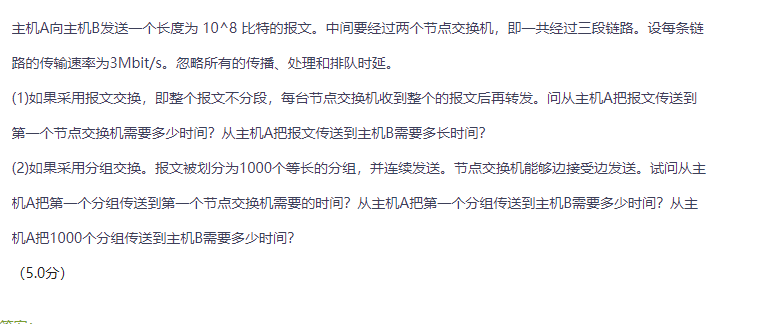 主机A向主机B发送一个长度为 10^8 比特的报文。中间要经过两个节点交换机，即一共经过三段链路。设每条链
路的传输速率为3Mbit/s。忽略所有的传播、处理和排队时延。
(1)如果采用报文交换，即整个报文不分段，每台节点交换机收到整个的报文后再转发。问从主机A把报文传送到
第一个节点交换机需要多少时间？从主机A把报文传送到主机B需要多长时间？
(2)如果采用分组交换。报文被划分为1000个等长的分组，并连续发送。节点交换机能够边接受边发送。试问从主
机A把第一个分组传送到第一个节点交换机需要的时间？从主机A把第一个分组传送到主机B需要多少时间？从主
机A把1000个分组传送到主机B需要多少时间？
（5.0分）